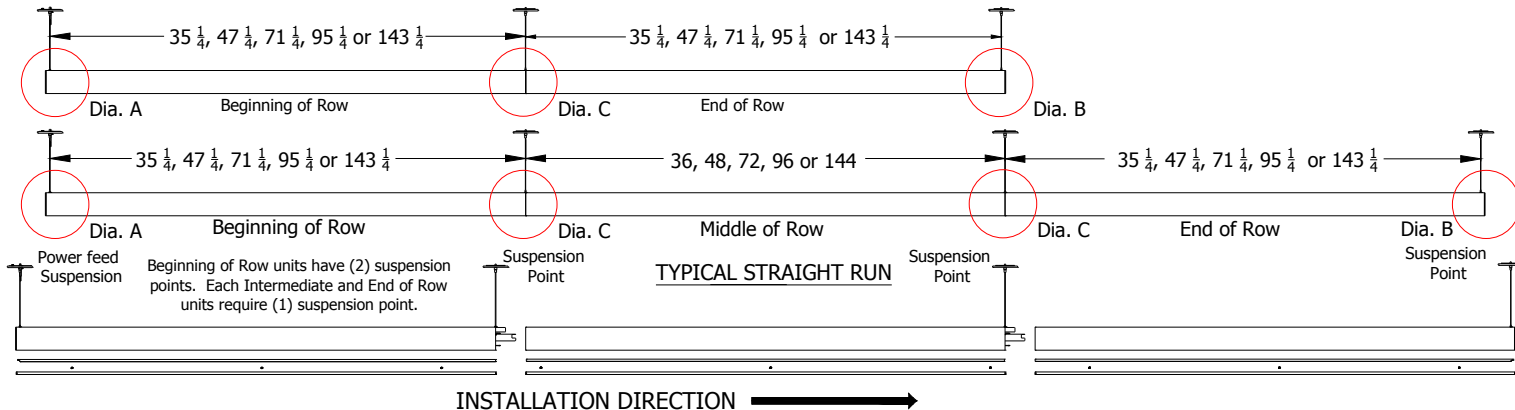 35 1/4, 47 1/4, 71 1/4, 95 1/4 or 143 1/4
35 1/4, 47 1/4, 71 1/4, 95 1/4 or 143 1/4
Dia. A
Beginning of Row
Dia. C
End of Row
Dia. B
35 1/4, 47 1/4, 71 1/4, 95 1/4 or 143 1/4
36, 48, 72, 96 or 144
35 1/4, 47 1/4, 71 1/4, 95 1/4 or 143 1/4
Dia. A
Beginning of Row
Dia. C
Middle of Row
Dia. C
End of Row
Dia. B
Power feed
Suspension
Beginning of Row units have (2) suspension
points. Each Intermediate and End of Row
units require (1) suspension point.
Suspension
Point
TYPICAL STRAIGHT RUN
Suspension
Point
Suspension
Point
INSTALLATION DIRECTION